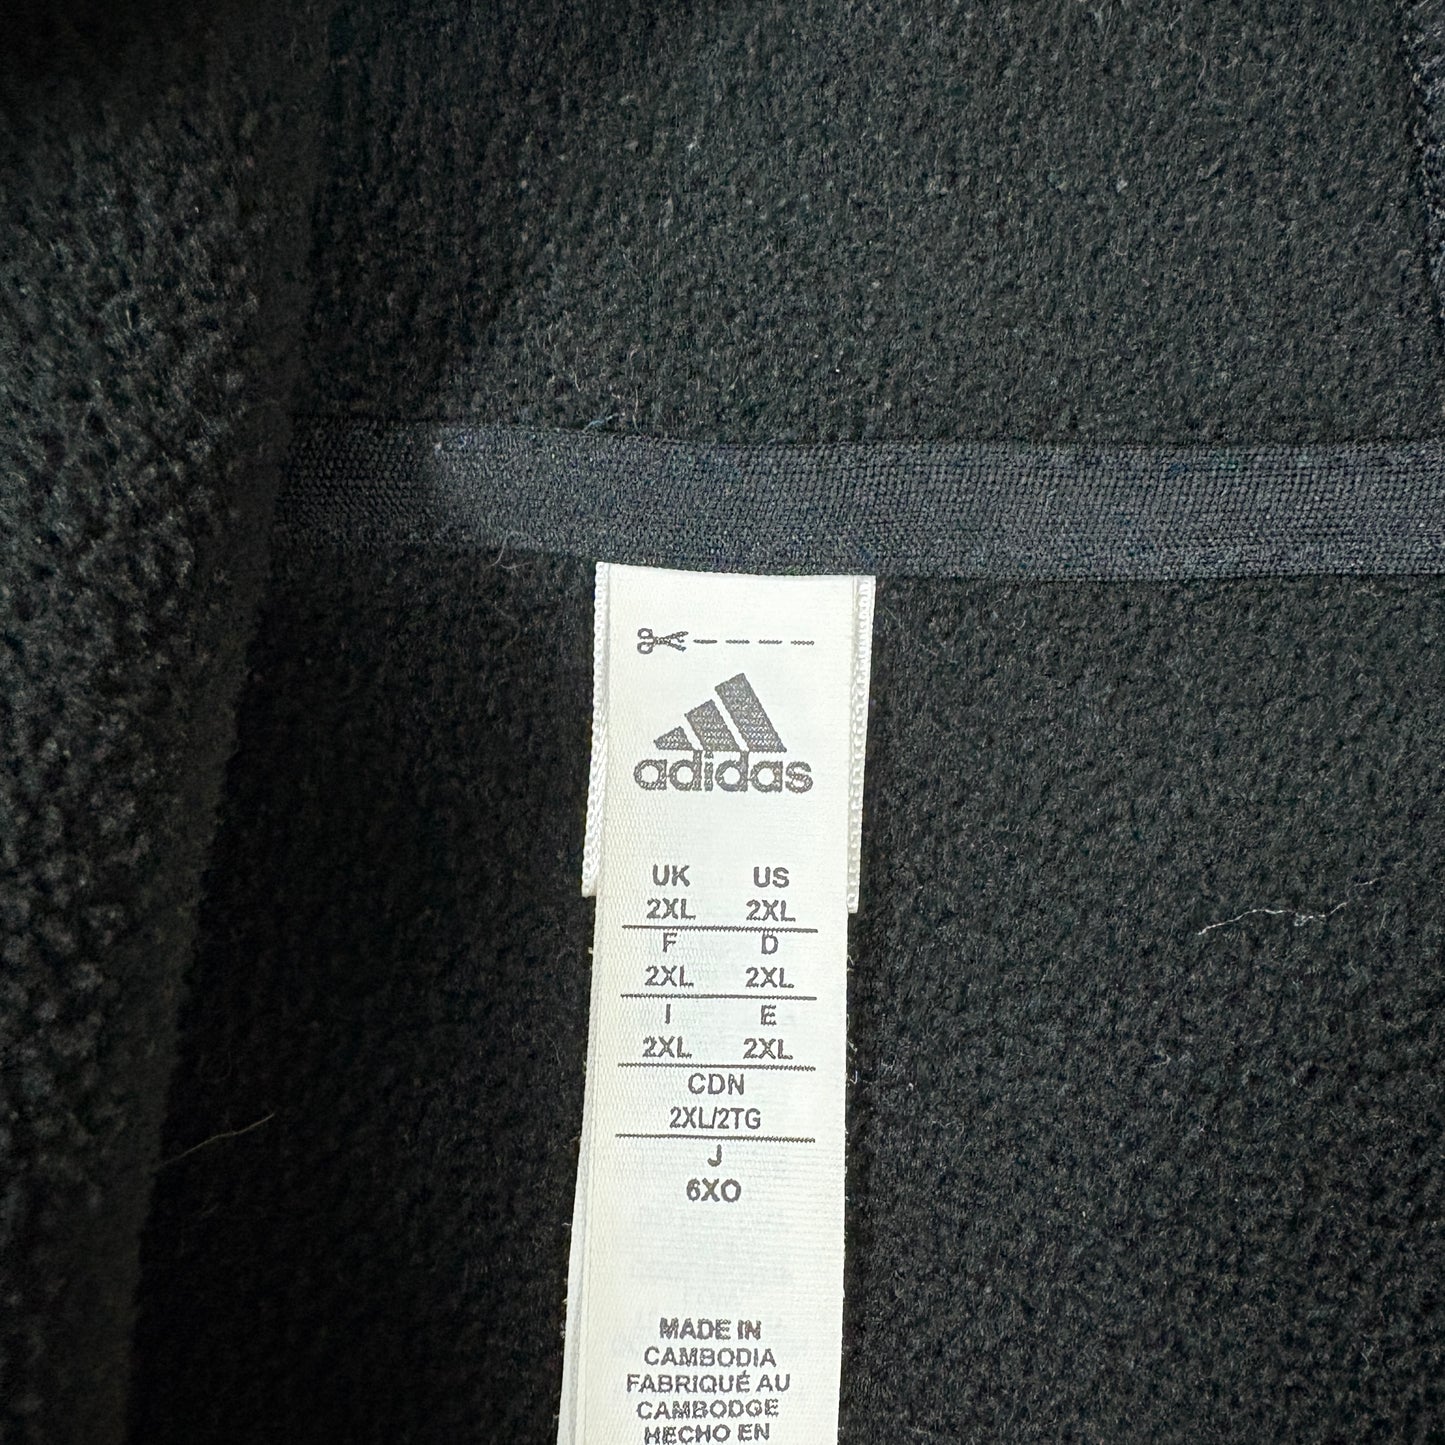 adidas
UK US
2XL 2XL
F D
2XL 2XL
I E
2XL 2XL
CDN
2XL/2TG
J
6XO
MADE IN
CAMBODIA
FABRIQUÉ AU
CAMBODGE
HECHO EN